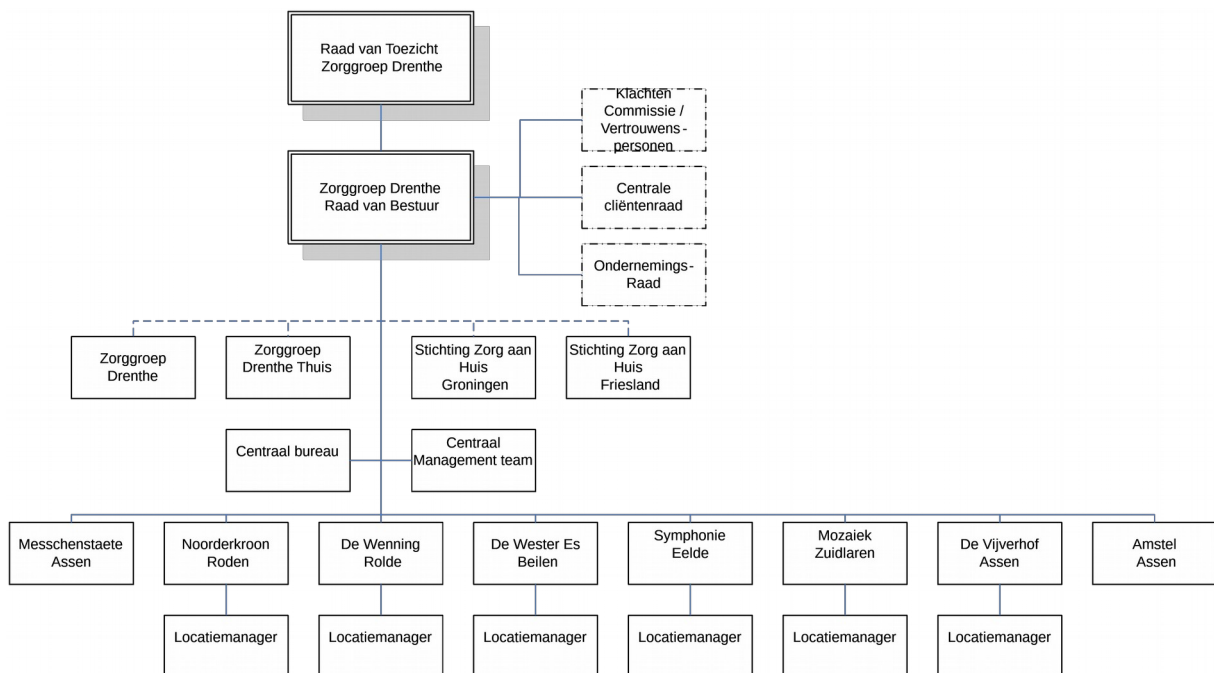 Raad van Toezicht
Zorggroep Drenthe
Klachten
Commissie /
Vertrouwens-
personen
Zorggroep Drenthe
Raad van Bestuur
Centrale
cliëntenraad
Ondernemings-
Raad
Zorggroep
Drenthe
Zorggroep
Drenthe Thuis
Stichting Zorg aan
Huis
Groningen
Stichting Zorg aan
Huis
Friesland
Centraal bureau
Centraal
Management team
Messchenstaete
Assen
Noorderkroon
Roden
De Wenning
Rolde
De Wester Es
Beilen
Symphonie
Eelde
Mozaiek
Zuidlaren
De Vijverhof
Assen
Amstel
Assen
Locatiemanager
Locatiemanager
Locatiemanager
Locatiemanager
Locatiemanager
Locatiemanager